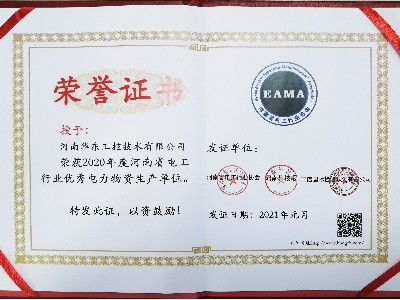 荣誉证书
授予：
河南华东工控技术有限公司
荣获2020年度河南省电工
行业优秀电力物资生产单位。
特发此证，以资鼓励！
EAMA
发证单位：
发证日期：2021年元月